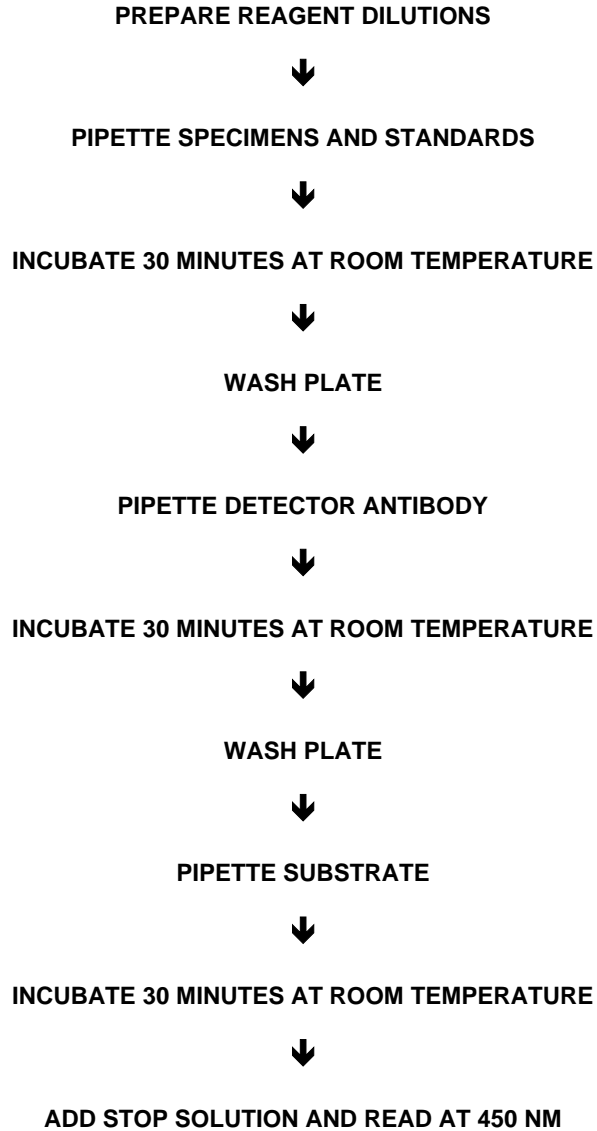 PREPARE REAGENT DILUTIONS
PIPETTE SPECIMENS AND STANDARDS
INCUBATE 30 MINUTES AT ROOM TEMPERATURE
WASH PLATE
PIPETTE DETECTOR ANTIBODY
INCUBATE 30 MINUTES AT ROOM TEMPERATURE
WASH PLATE
PIPETTE SUBSTRATE
INCUBATE 30 MINUTES AT ROOM TEMPERATURE
ADD STOP SOLUTION AND READ AT 450 NM